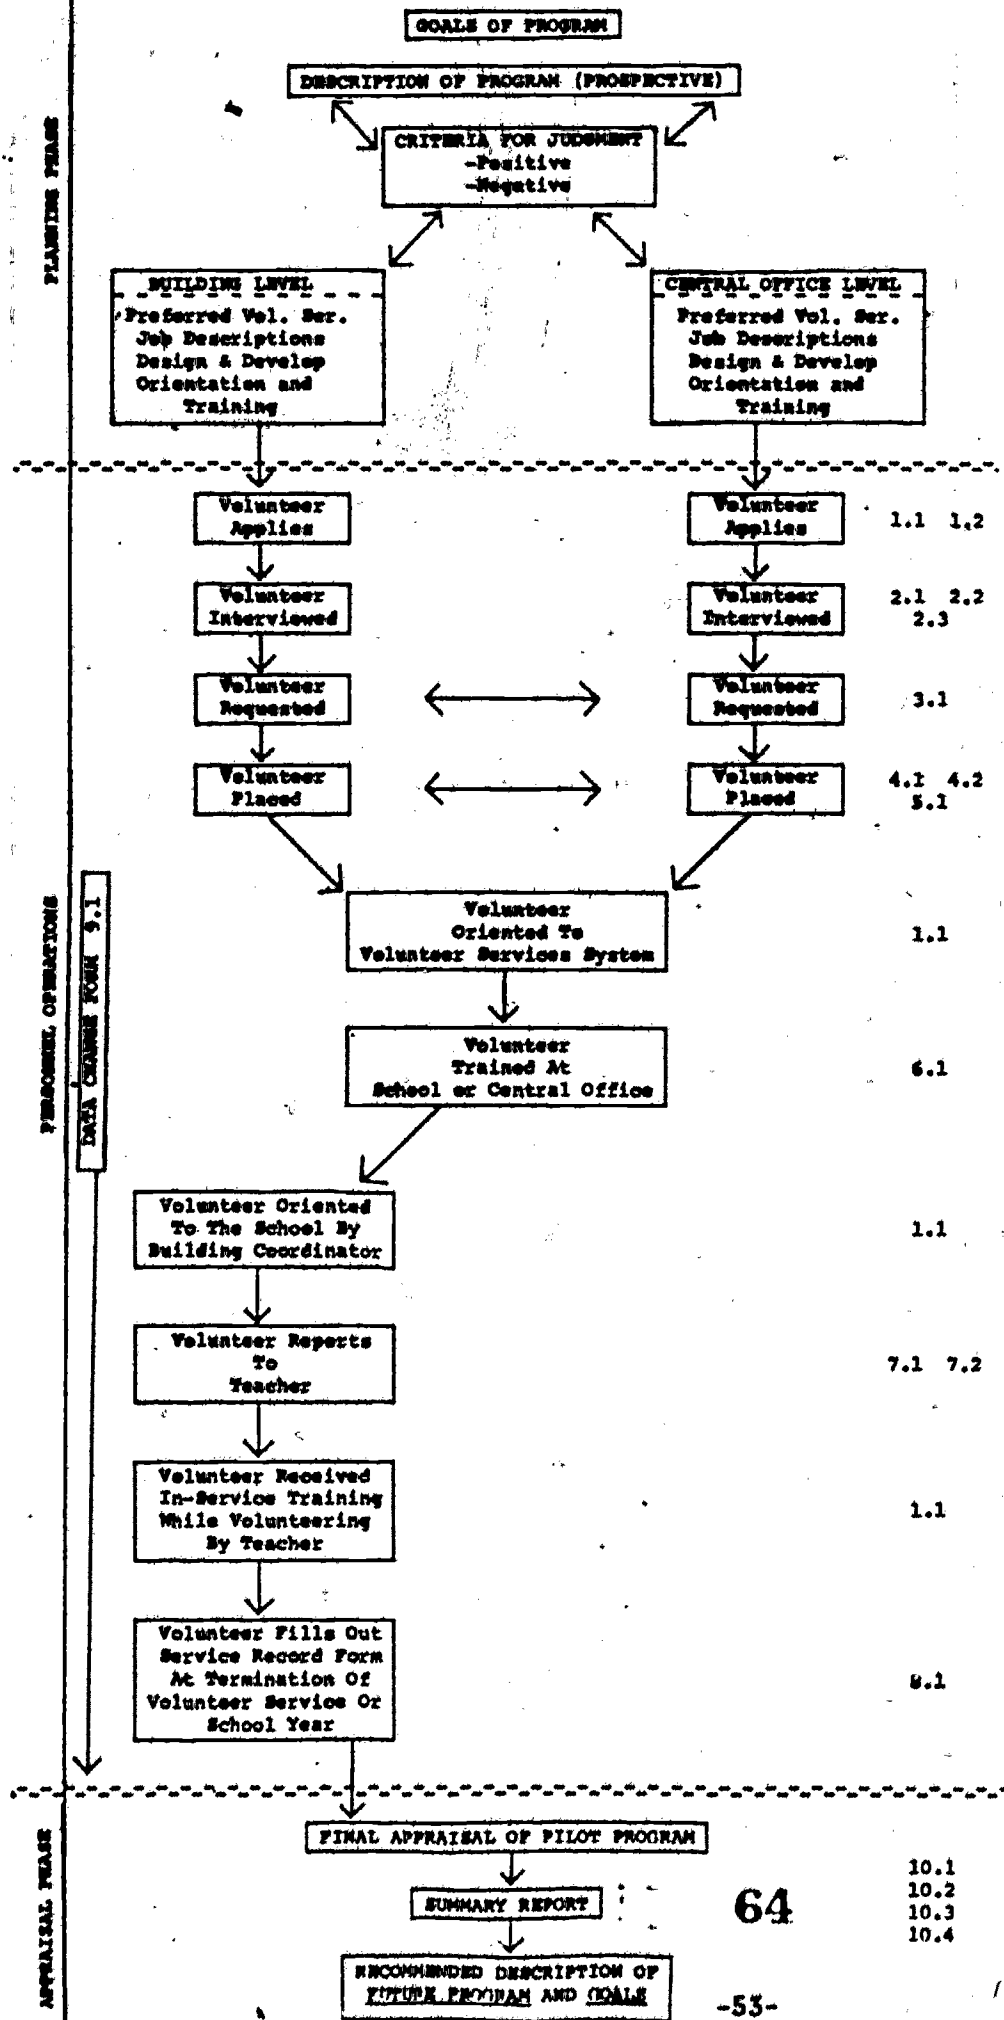 GOALS OF PROGRAM
DESCRIPTION OF PROGRAM (PROSPECTIVE)
CRITERIA FOR JUDGMENT
-Positive
-Negative
PLANNING PHASE
BUILDING LEVEL
Preferred Vol. Ser.
Job Descriptions
Design & Develop
Orientation and
Training
CENTRAL OFFICE LEVEL
Preferred Vol. Ser.
Job Descriptions
Design & Develop
Orientation and
Training
Volunteer
Applies
Volunteer
Applies
1.1 1.2
Volunteer
Interviewed
Volunteer
Interviewed
2.1 2.2
2.3
Volunteer
Requested
Volunteer
Requested
3.1
Volunteer
Placed
Volunteer
Placed
4.1 4.2
5.1
PERSONNEL OPERATIONS
DATA CHANGE FORM 9.1
Volunteer
Oriented To
Volunteer Services System
1.1
Volunteer
Trained At
School or Central Office
6.1
Volunteer Oriented
To The School By
Building Coordinator
1.1
Volunteer Reports
To
Teacher
7.1 7.2
Volunteer Received
In-Service Training
While Volunteering
By Teacher
1.1
Volunteer Fills Out
Service Record Form
At Termination Of
Volunteer Service Or
School Year
8.1
APPRAISAL PHASE
FINAL APPRAISAL OF PILOT PROGRAM
SUMMARY REPORT
RECOMMENDED DESCRIPTION OF
FUTURE PROGRAM AND GOALS
10.1
10.2
10.3
10.4
64
-53-